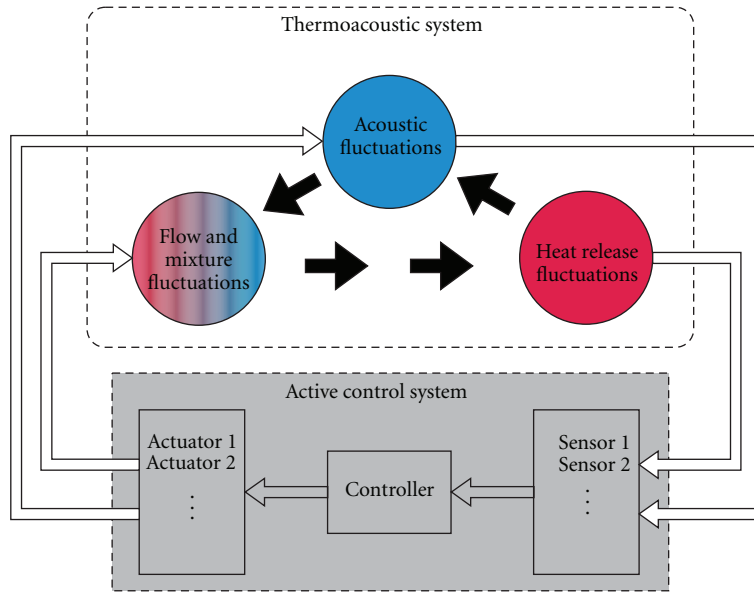 Thermoacoustic system
Acoustic
fluctuations
Flow and
mixture
fluctuations
Heat release
fluctuations
Active control system
Actuator 1
Actuator 2
⋮
Controller
Sensor 1
Sensor 2
⋮